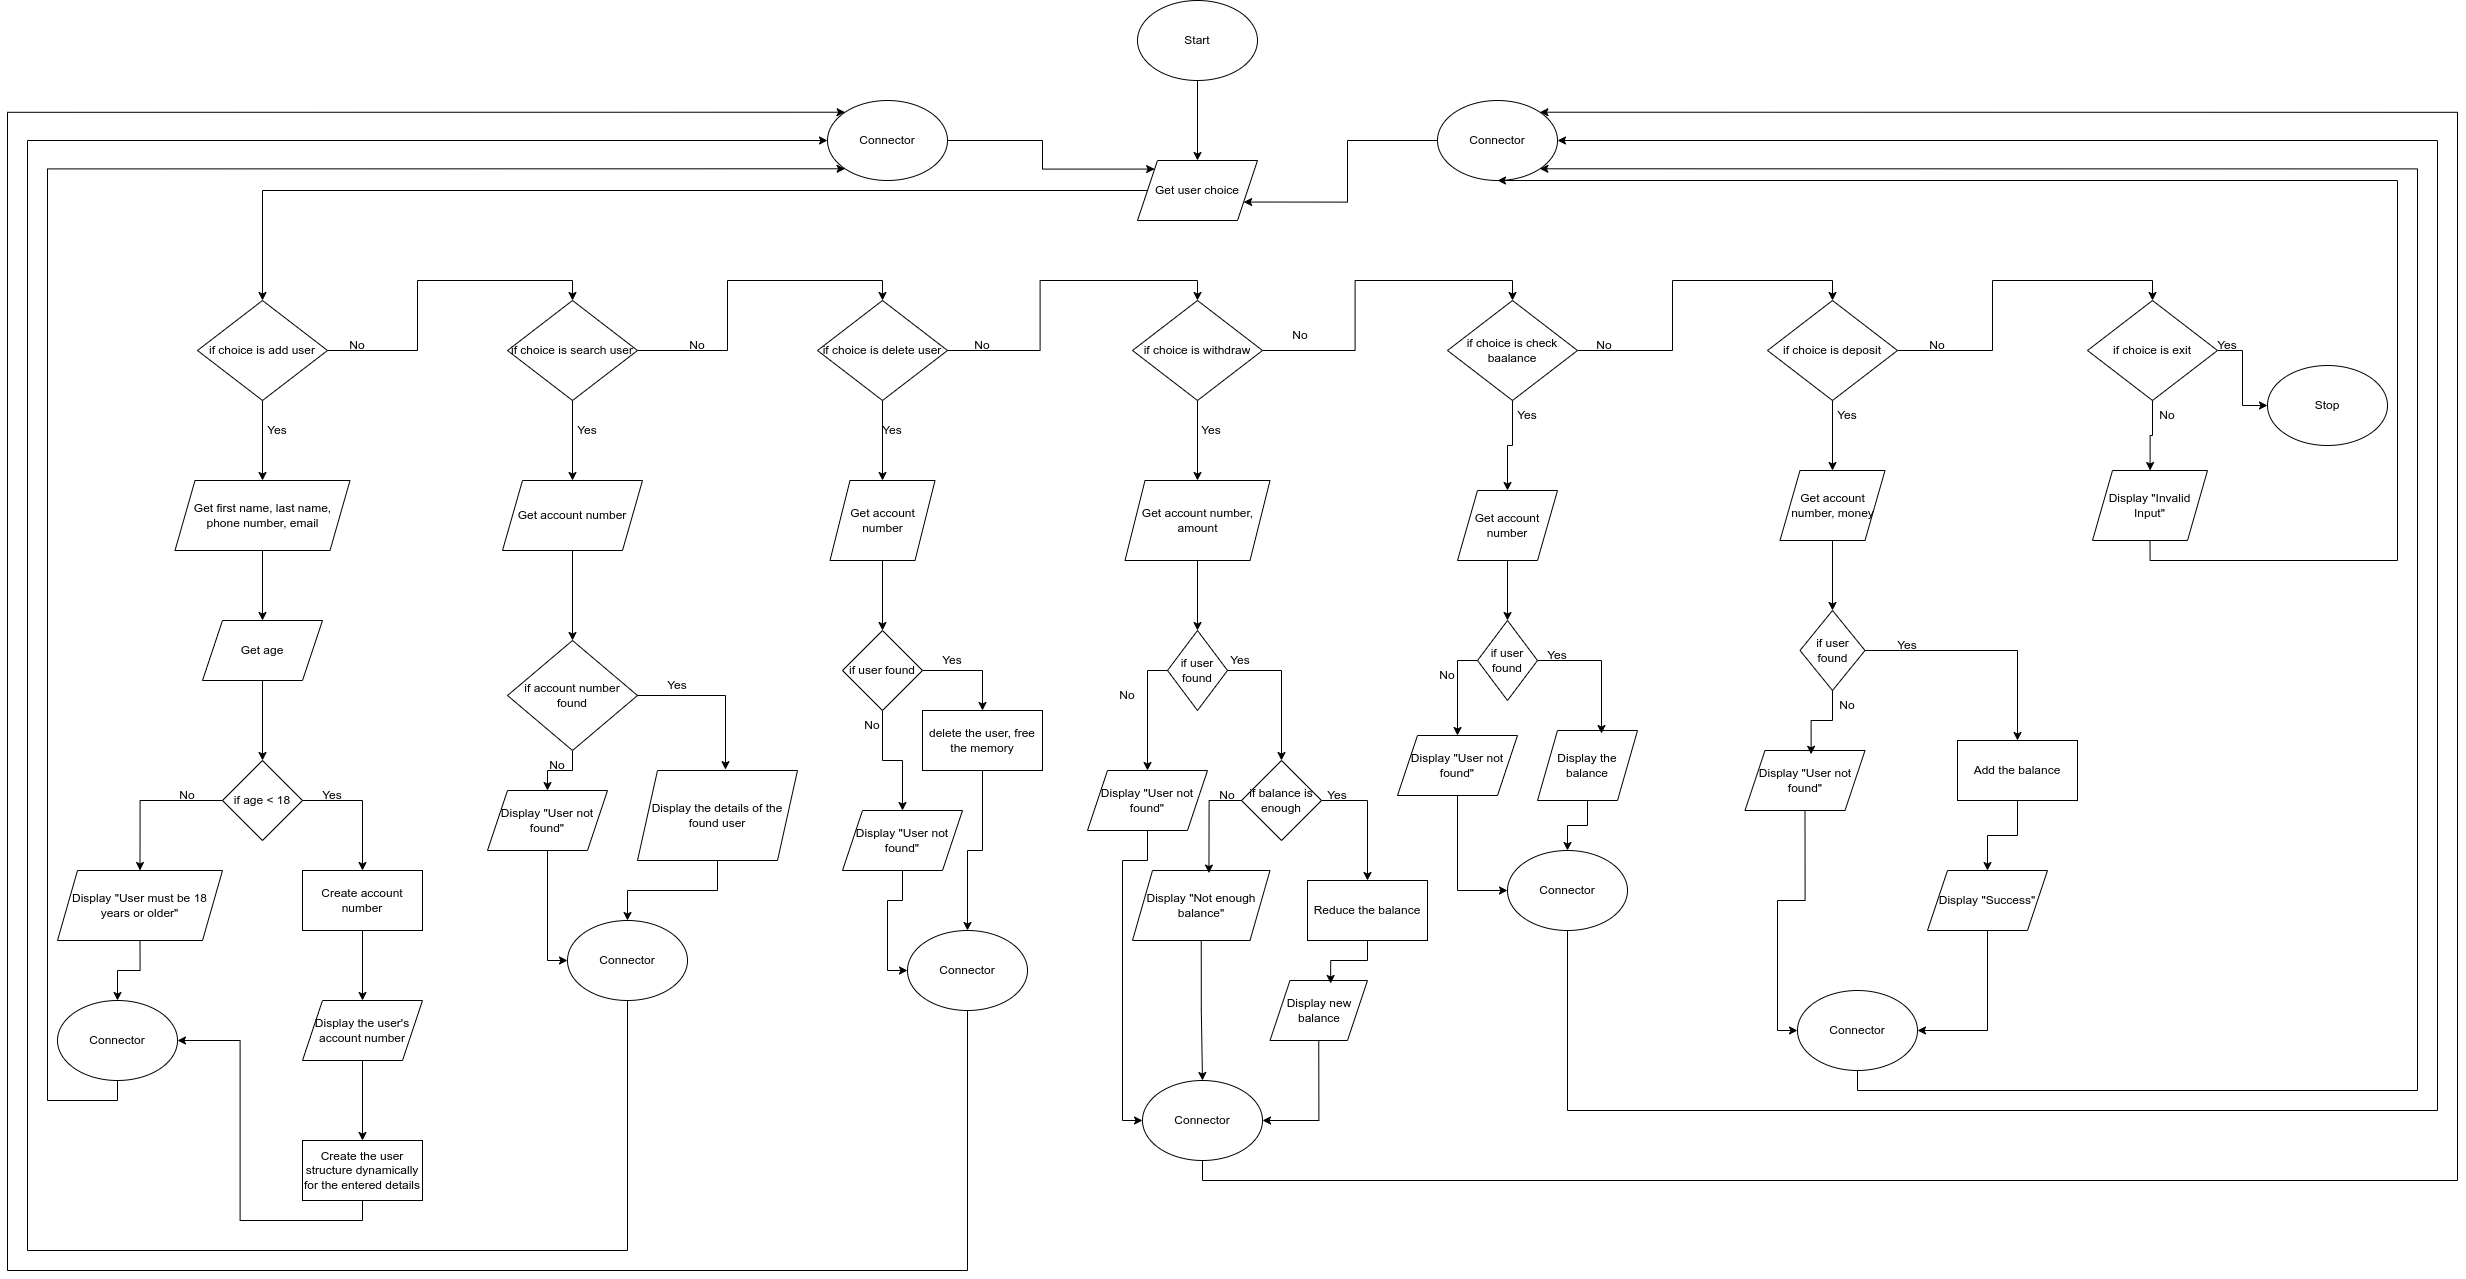 Start
Connector
Connector
Get user choice
if choice is add user
No
if choice is search user
No
if choice is delete user
No
if choice is withdraw
No
if choice is check
baalance
No
if choice is deposit
No
if choice is exit
Yes
Stop
Yes
Yes
Yes
Yes
Yes
Yes
No
Get first name, last name,
phone number, email
Get account number
Get account
number
Get account number,
amount
Get account
number
Get account
number, money
Display "Invalid
Input"
Get age
if account number
found
Yes
No
if user found
Yes
No
if user
found
Yes
No
if user
found
Yes
No
if user
found
Yes
No
delete the user, free
the memory
if age < 18
No
Yes
Display "User not
found"
Display the details of the
found user
Display "User not
found"
Display "User not
found"
if balance is
enough
No
Yes
Display "User not
found"
Display the
balance
Display "User not
found"
Add the balance
Display "User must be 18
years or older"
Create account
number
Display "Not enough
balance"
Reduce the balance
Connector
Display "Success"
Connector
Connector
Display new
balance
Connector
Connector
Display the user's
account number
Connector
Create the user
structure dynamically
for the entered details